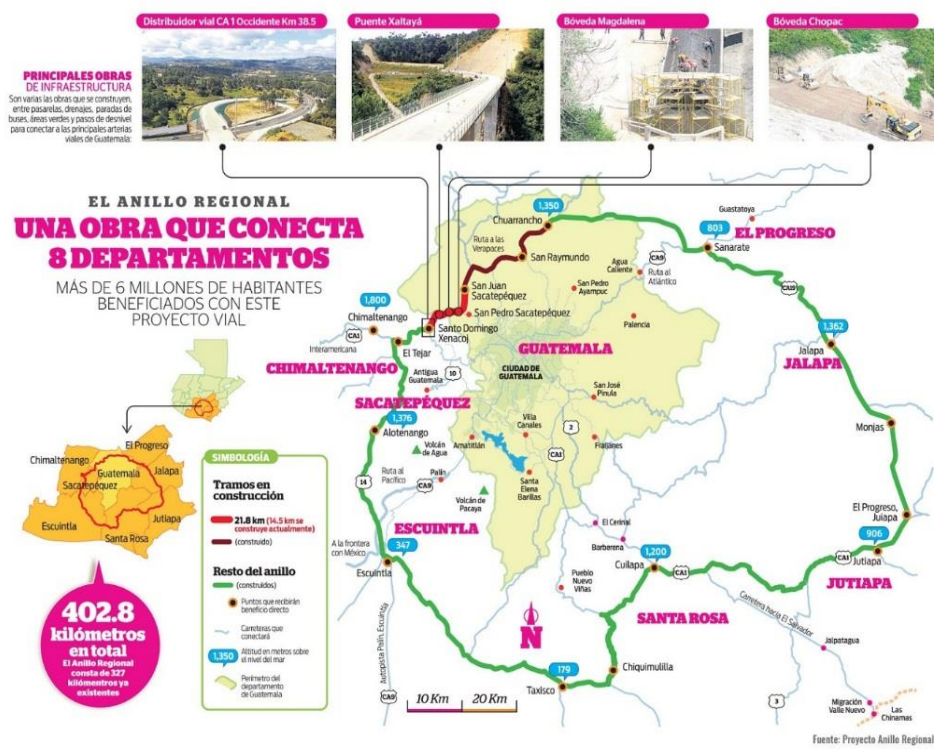 Distribuidor vial CA 1 Occidente Km 38.5
Puente Xaltayá
Bóveda Magdalena
Bóveda Chopac
PRINCIPALES OBRAS
DE INFRAESTRUCTURA
Son varias las obras que se construyen,
entre pasarelas, drenajes, paradas de
buses, áreas verdes y pasos de desnivel
para conectar a las principales arterias
viales de Guatemala:
EL ANILLO REGIONAL
UNA OBRA QUE CONECTA
8 DEPARTAMENTOS
MÁS DE 6 MILLONES DE HABITANTES
BENEFICIADOS CON ESTE
PROYECTO VIAL
1,350
Chuarrancho
Guastatoya
EL PROGRESO
803
Sanarate
Ruta a las
Verapaces
San Raymundo
Agua
Caliente
CA9
Ruta al
Atlántico
San Juan
Sacatepéquez
San Pedro
Ayampuc
CA19
1,800
Chimaltenango
San Pedro Sacatepéquez
Palencia
CA1
Interamericana
Santo Domingo
Xenacoj
1,362
Jalapa
JALAPA
El Tejar
GUATEMALA
CHIMALTENANGO
Antigua
Guatemala
10
CIUDAD DE
GUATEMALA
SACATEPÉQUEZ
San José
Pinula
1,376
Alotenango
Villa
Canales
2
Monjas
Volcán
de Agua
Amatitlán
Fraijanes
CA1
Ruta al
Pacífico
Palín
14
CA9
Santa
Elena
Barillas
Volcán de
Pacaya
El Progreso,
Juiapa
ESCUINTLA
El Cerinal
Barberena
906
A la frontera
con México
347
Escuintla
1,200
Cuilapa
CA1
CA1
Jutiapa
Pueblo
Nuevo
Viñas
JUTIAPA
SANTA ROSA
Carretera hacia El Salvador
N
Jalpatagua
Autopista Palín, Escuintla
Chiquimulilla
179
Taxisco
CA9
3
Migración
Valle Nuevo
Las
Chinamas
10 Km
20 Km
El Progreso
Chimaltenango
Guatemala
Jalapa
Sacatepéquez
Escuintla
Jutiapa
Santa Rosa
402.8
kilómetros
en total
El Anillo Regional
consta de 327
kilómentros ya
existentes
SIMBOLOGÍA
Tramos en
construcción
21.8 km (14.5 km se
construye actualmente)
(construido)
Resto del anillo
(construidos)
Puntos que recibirán
beneficio directo
Carreteras que
conectará
1,350
Altitud en metros sobre
el nivel del mar
Perímetro del
departamento
de Guatemala
Fuente: Proyecto Anillo Regional